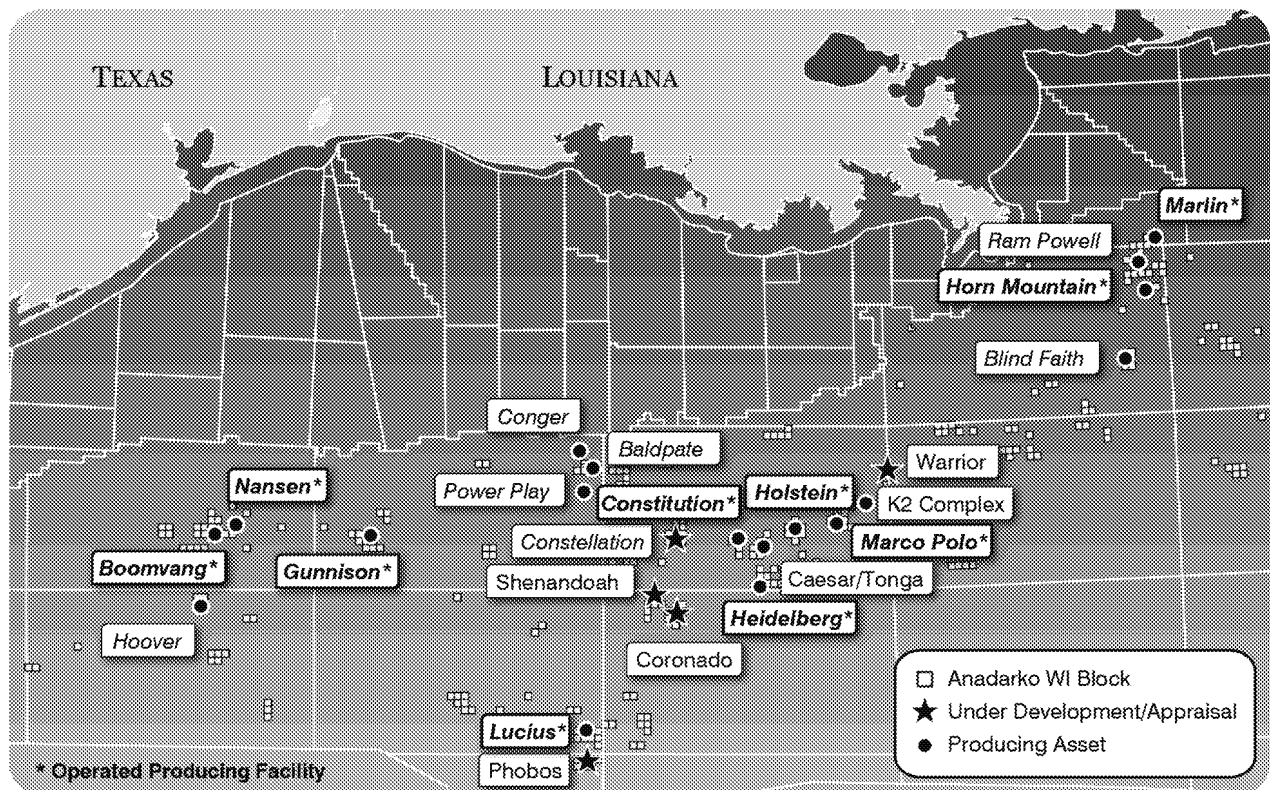 TEXAS
LOUISIANA
Marlin*
Ram Powell
Horn Mountain*
Blind Faith
Conger
Baldpate
Warrior
Nansen*
Power Play
Constitution*
Holstein*
K2 Complex
Constellation
Marco Polo*
Boomvang*
Gunnison*
Shenandoah
Caesar/Tonga
Heidelberg*
Hoover
Coronado
Anadarko WI Block
Under Development/Appraisal
Producing Asset
Lucius*
Phobos
* Operated Producing Facility